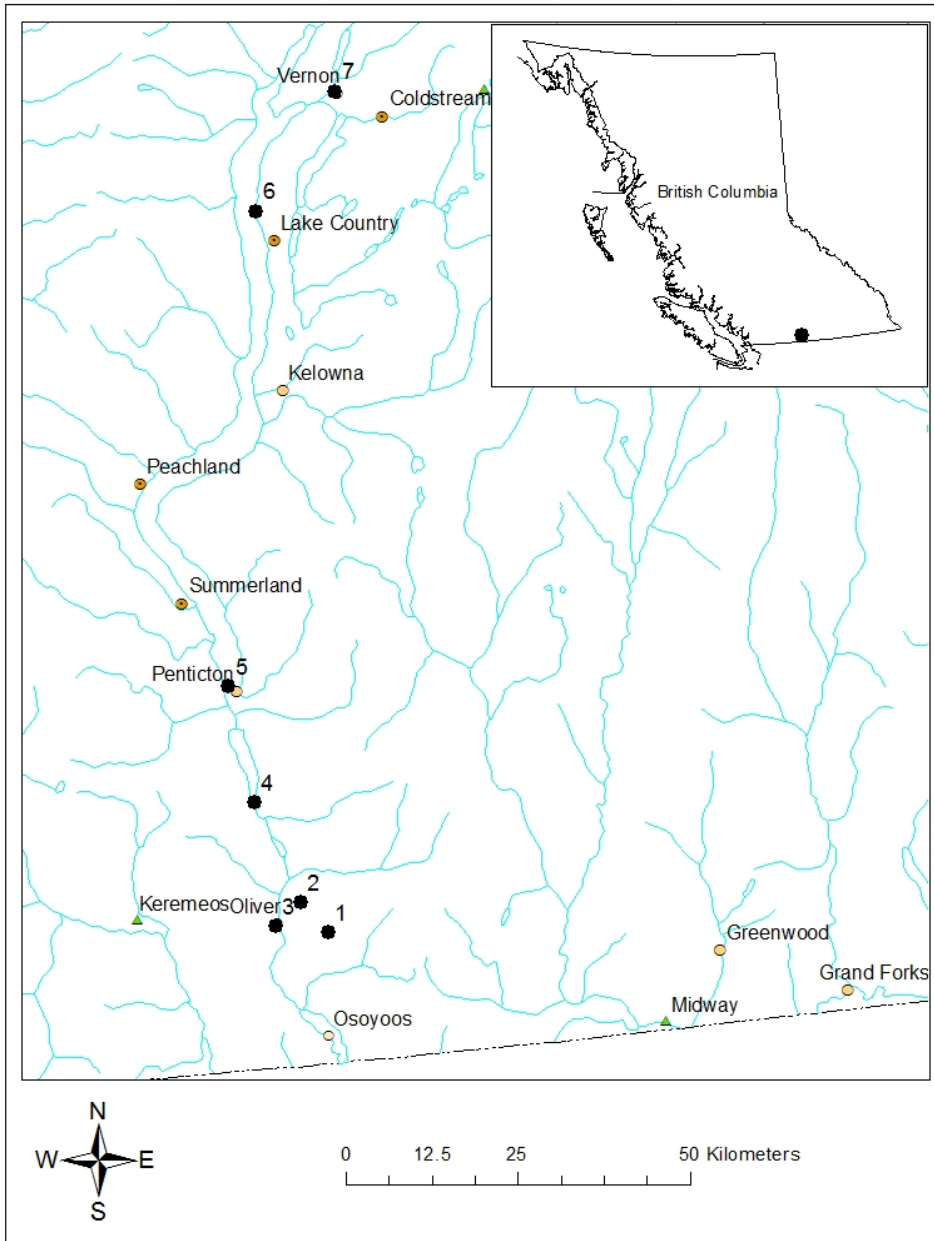 Vernon 7
Coldstream
6
Lake Country
British Columbia
Kelowna
Peachland
Summerland
Penticton 5
4
2
Keremeos Oliver 3 1
Greenwood
Grand Forks
Midway
Osoyoos
N
W E
S
0 12.5 25 50 Kilometers